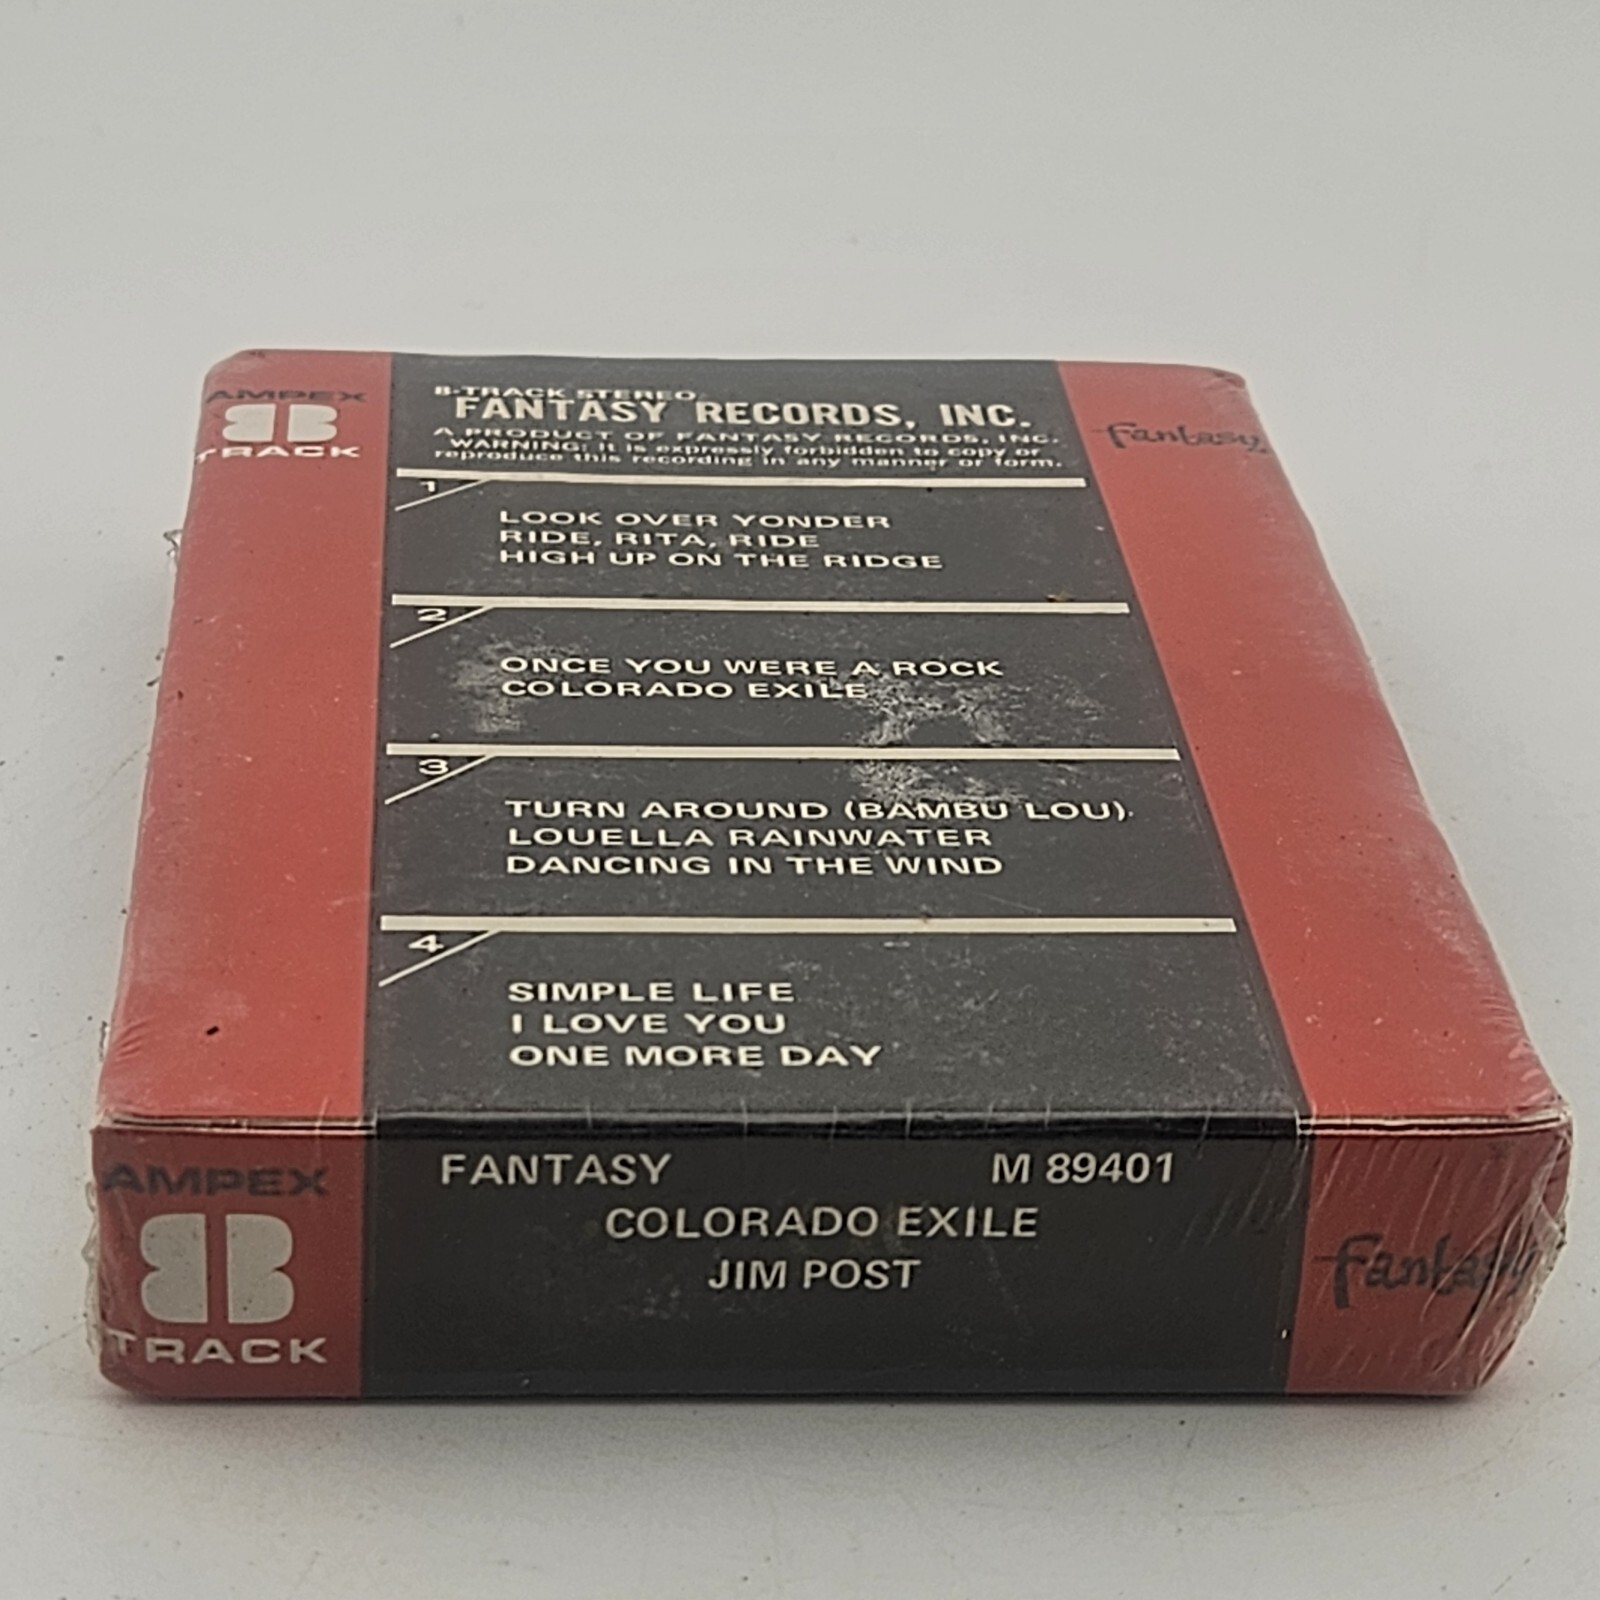 AMPEX
8
TRACK
8-TRACK STEREO
FANTASY RECORDS, INC.
A PRODUCT OF FANTASY RECORDS, INC.
WARNING: It is expressly forbidden to copy or
reproduce this recording in any manner or form.
Fantasy
1
LOOK OVER YONDER
RIDE, RITA, RIDE
HIGH UP ON THE RIDGE
2
ONCE YOU WERE A ROCK
COLORADO EXILE
3
TURN AROUND (BAMBU LOU)
LOUELLA RAINWATER
DANCING IN THE WIND
4
SIMPLE LIFE
I LOVE YOU
ONE MORE DAY
AMPEX
8
TRACK
FANTASY M 89401
COLORADO EXILE
JIM POST
Fantasy